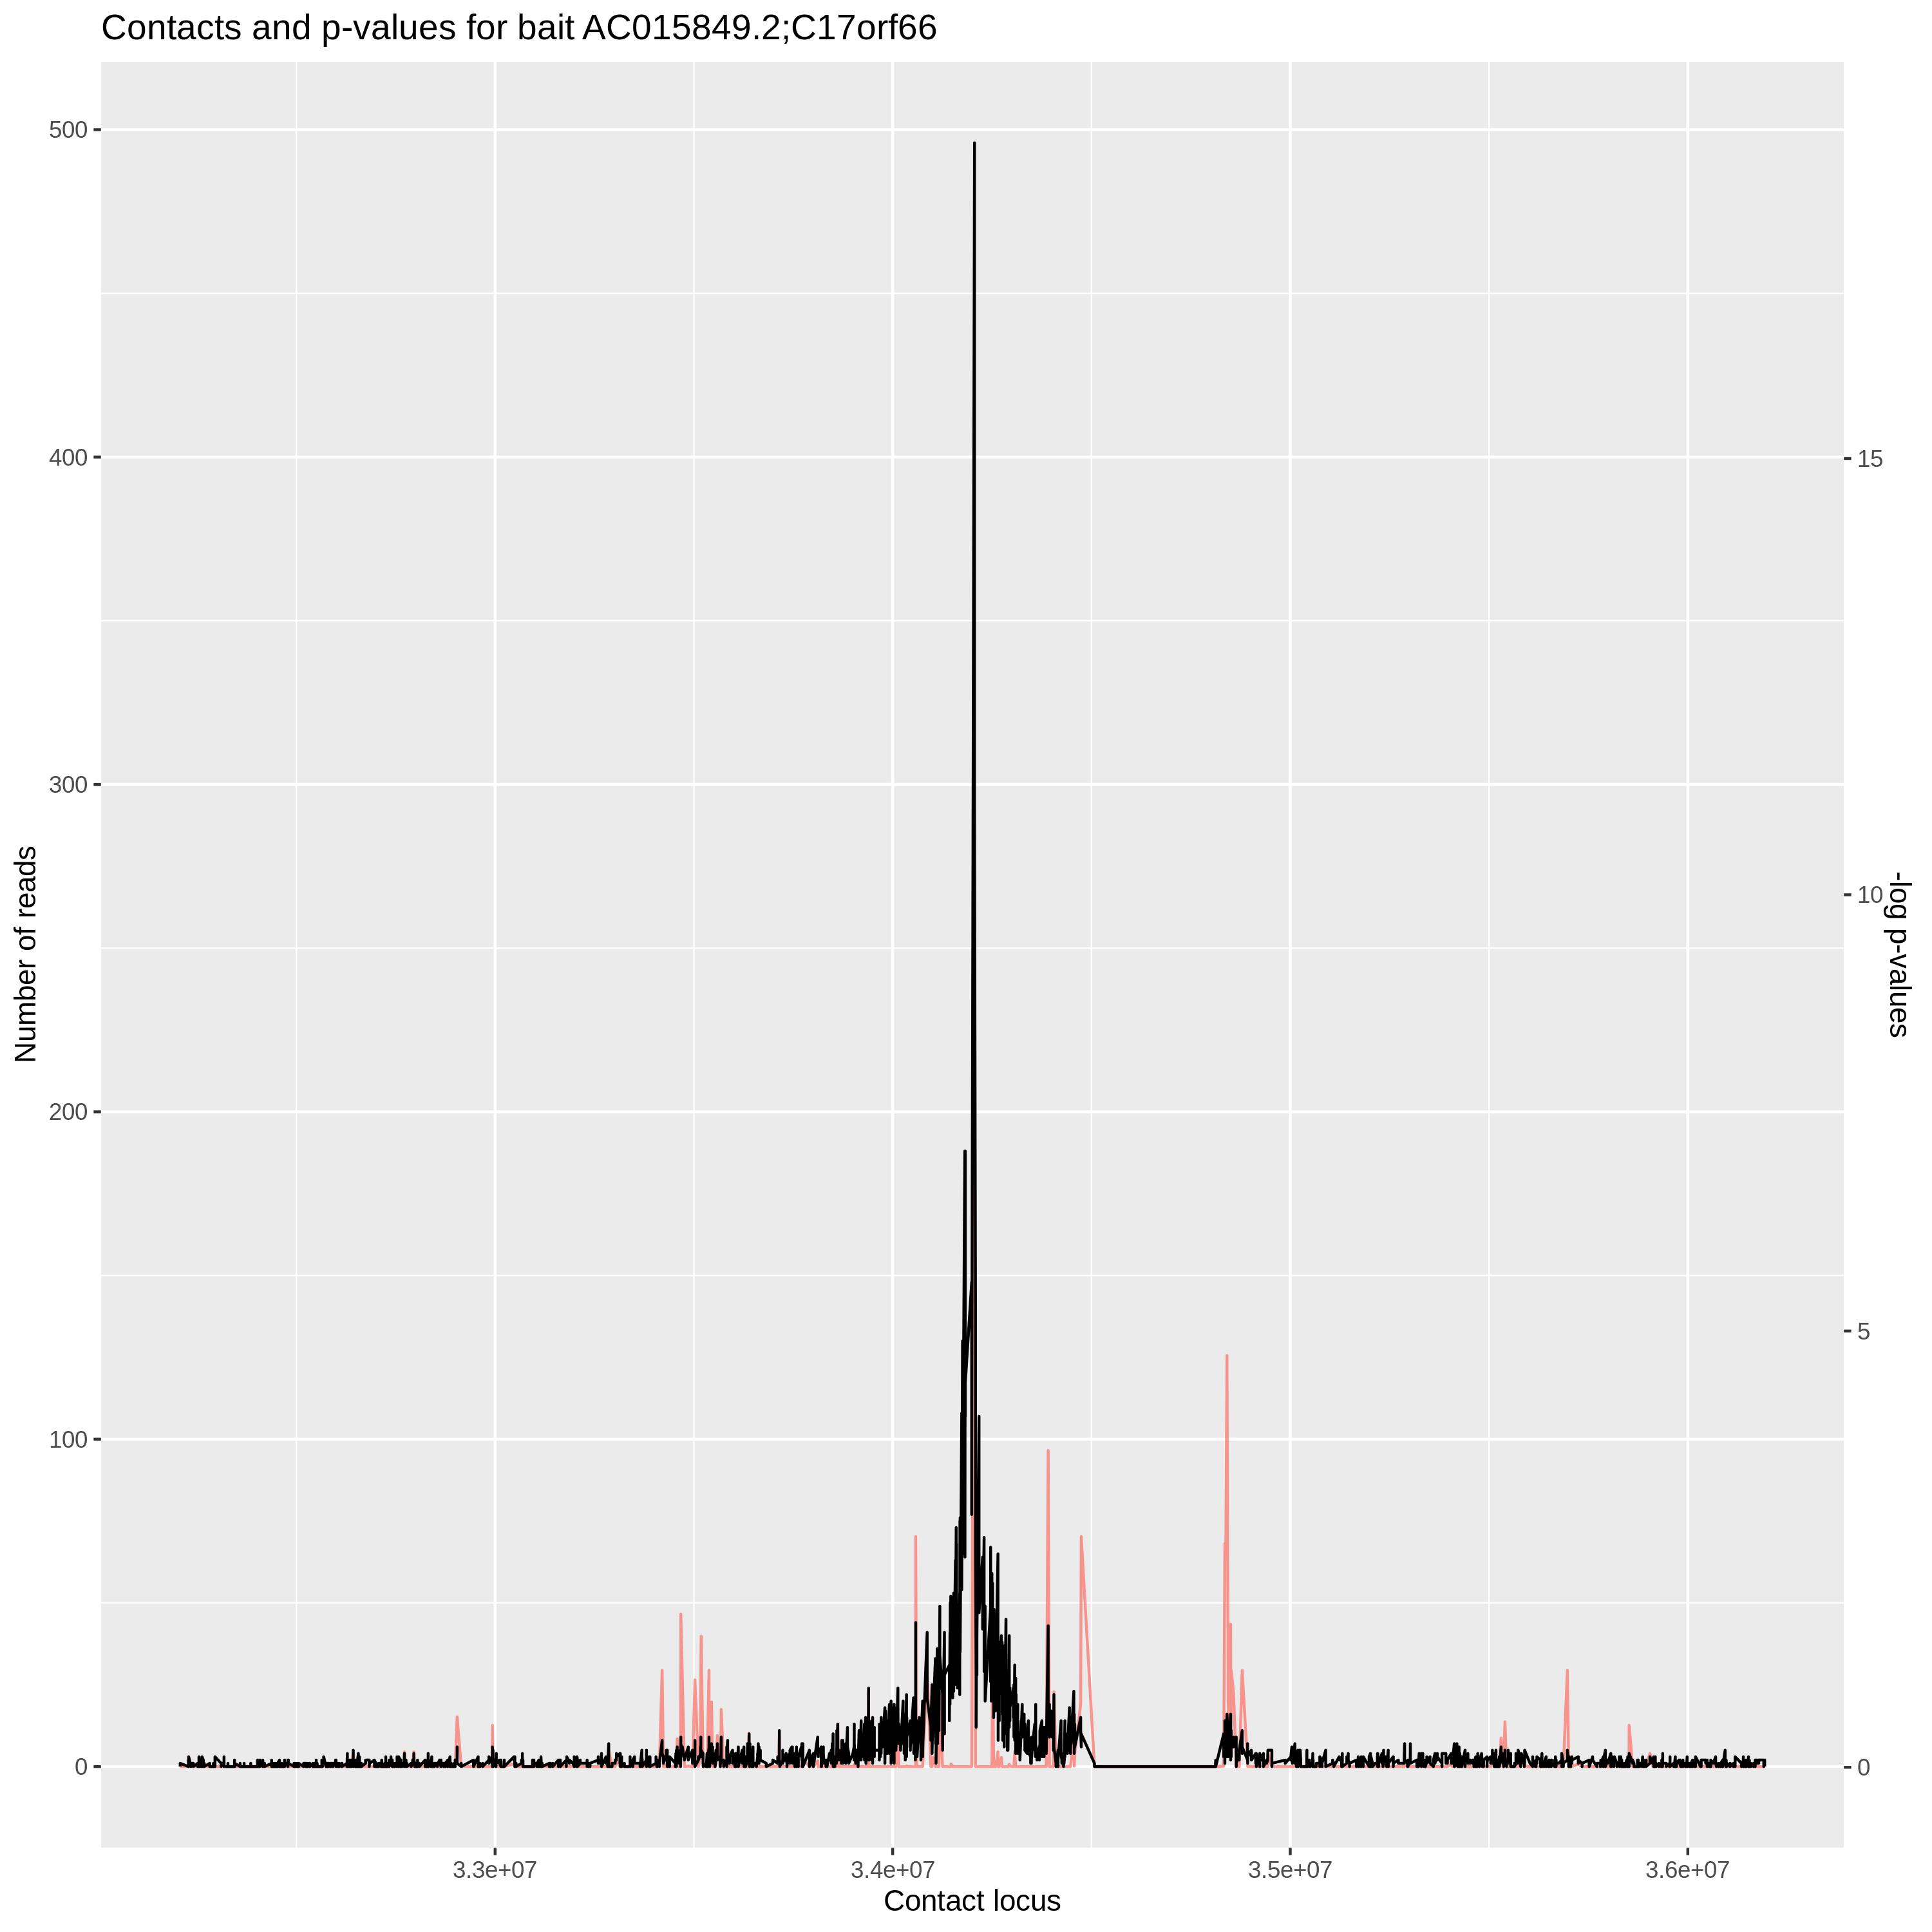 Contacts and p-values for bait AC015849.2;C17orf66
500
400
300
200
100
0
Number of reads
15
10
5
0
-log p-values
3.3e+07
3.4e+07
3.5e+07
3.6e+07
Contact locus